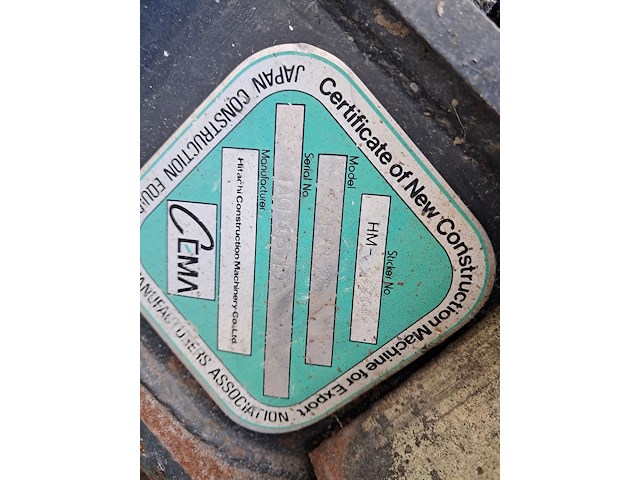 Certificate of New Construction Machine for Export
Sticker No.
HM-
Model
Serial No.
Manufacturer
Hitachi Construction Machinery Co., Ltd.
CEMA
JAPAN CONSTRUCTION EQUI
MANUFACTURERS ASSOCIATION